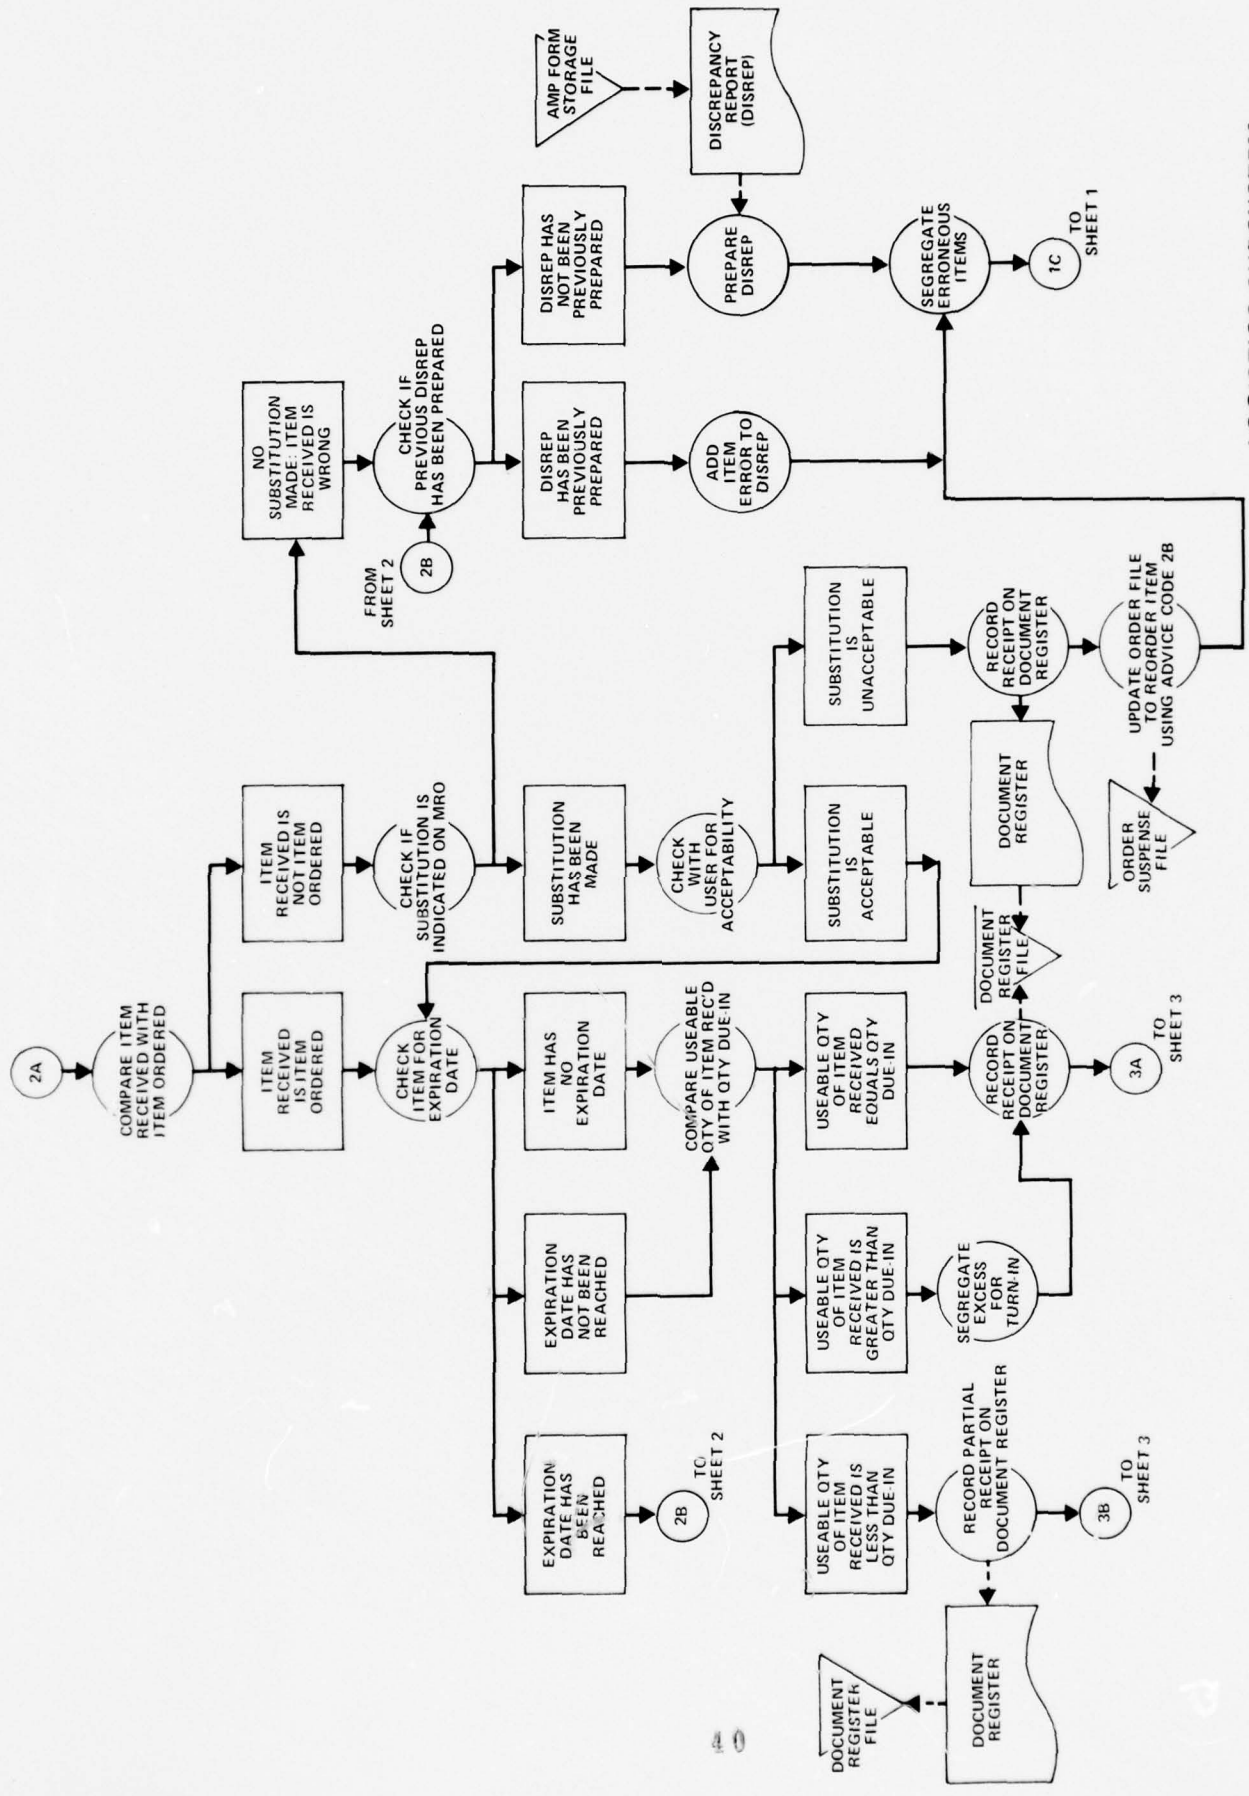 2A
COMPARE ITEM
RECEIVED WITH
ITEM ORDERED
ITEM
RECEIVED
IS ITEM
ORDERED
ITEM
RECEIVED IS
NOT ITEM
ORDERED
NO
SUBSTITUTION
MADE: ITEM
RECEIVED IS
WRONG
CHECK
ITEM FOR
EXPIRATION
DATE
CHECK IF
SUBSTITUTION IS
INDICATED ON MRO
FROM
SHEET 2
2B
CHECK IF
PREVIOUS DISREP
HAS BEEN PREPARED
EXPIRATION
DATE HAS
BEEN
REACHED
EXPIRATION
DATE HAS
NOT BEEN
REACHED
ITEM HAS
NO
EXPIRATION
DATE
SUBSTITUTION
HAS BEEN
MADE
DISREP
HAS BEEN
PREVIOUSLY
PREPARED
DISREP HAS
NOT BEEN
PREVIOUSLY
PREPARED
AMP FORM
STORAGE
FILE
2B
TO
SHEET 2
COMPARE USEABLE
QTY OF ITEM REC'D
WITH QTY DUE-IN
CHECK
WITH
USER FOR
ACCEPTABILITY
ADD
ITEM
ERROR TO
DISREP
PREPARE
DISREP
DISCREPANCY
REPORT
(DISREP)
USEABLE QTY
OF ITEM
RECEIVED IS
LESS THAN
QTY DUE-IN
USEABLE QTY
OF ITEM
RECEIVED IS
GREATER THAN
QTY DUE-IN
USEABLE QTY
OF ITEM
RECEIVED
EQUALS QTY
DUE-IN
SUBSTITUTION
IS
ACCEPTABLE
SUBSTITUTION
IS
UNACCEPTABLE
SEGREGATE
ERRONEOUS
ITEMS
DOCUMENT
REGISTER
FILE
DOCUMENT
REGISTER
RECORD PARTIAL
RECEIPT ON
DOCUMENT REGISTER
SEGREGATE
EXCESS
FOR
TURN-IN
RECORD
RECEIPT ON
DOCUMENT
REGISTER
DOCUMENT
REGISTER
FILE
DOCUMENT
REGISTER
RECORD
RECEIPT ON
DOCUMENT
REGISTER
1C
TO
SHEET 1
3B
TO
SHEET 3
3A
TO
SHEET 3
ORDER
SUSPENSE
FILE
UPDATE ORDER FILE
TO REORDER ITEM
USING ADVICE CODE 2B
40